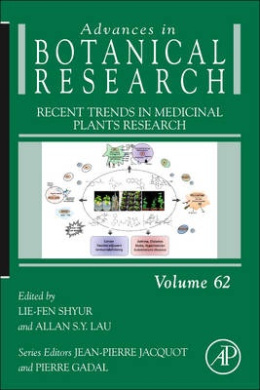 Advances in
BOTANICAL
RESEARCH
RECENT TRENDS IN MEDICINAL
PLANTS RESEARCH
Volume 62
Edited by
LIE-FEN SHYUR
and ALLAN S.Y. LAU
Series Editors JEAN-PIERRE JACQUOT
and PIERRE GADAL
AP